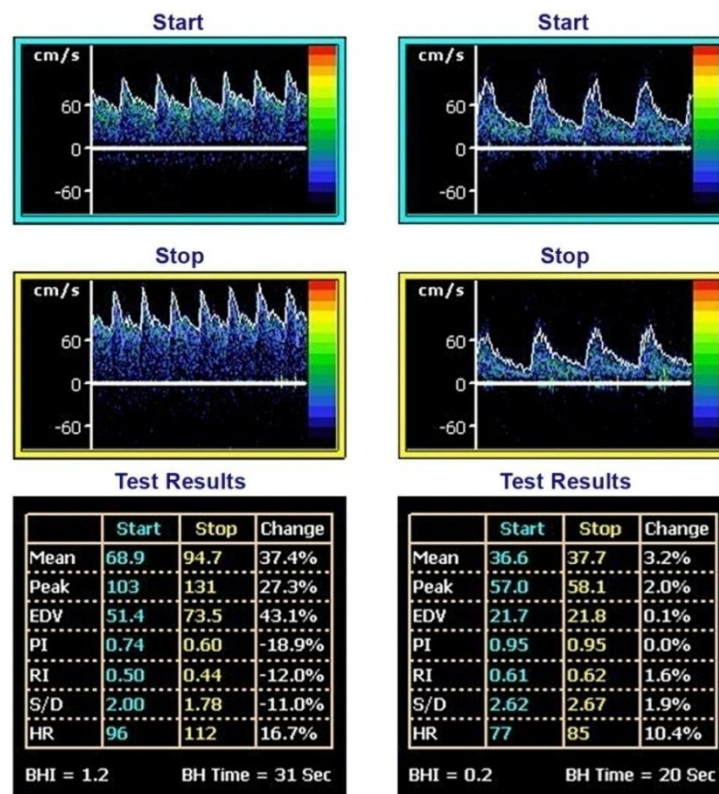 Start
cm/s
60
0
-60
Stop
cm/s
60
0
-60
Test Results
Start Stop Change
Mean 68.9 94.7 37.4%
Peak 103 131 27.3%
EDV 51.4 73.5 43.1%
PI 0.74 0.60 -18.9%
RI 0.50 0.44 -12.0%
S/D 2.00 1.78 -11.0%
HR 96 112 16.7%
BHI = 1.2 BH Time = 31 Sec
Start
cm/s
60
0
-60
Stop
cm/s
60
0
-60
Test Results
Start Stop Change
Mean 36.6 37.7 3.2%
Peak 57.0 58.1 2.0%
EDV 21.7 21.8 0.1%
PI 0.95 0.95 0.0%
RI 0.61 0.62 1.6%
S/D 2.62 2.67 1.9%
HR 77 85 10.4%
BHI = 0.2 BH Time = 20 Sec